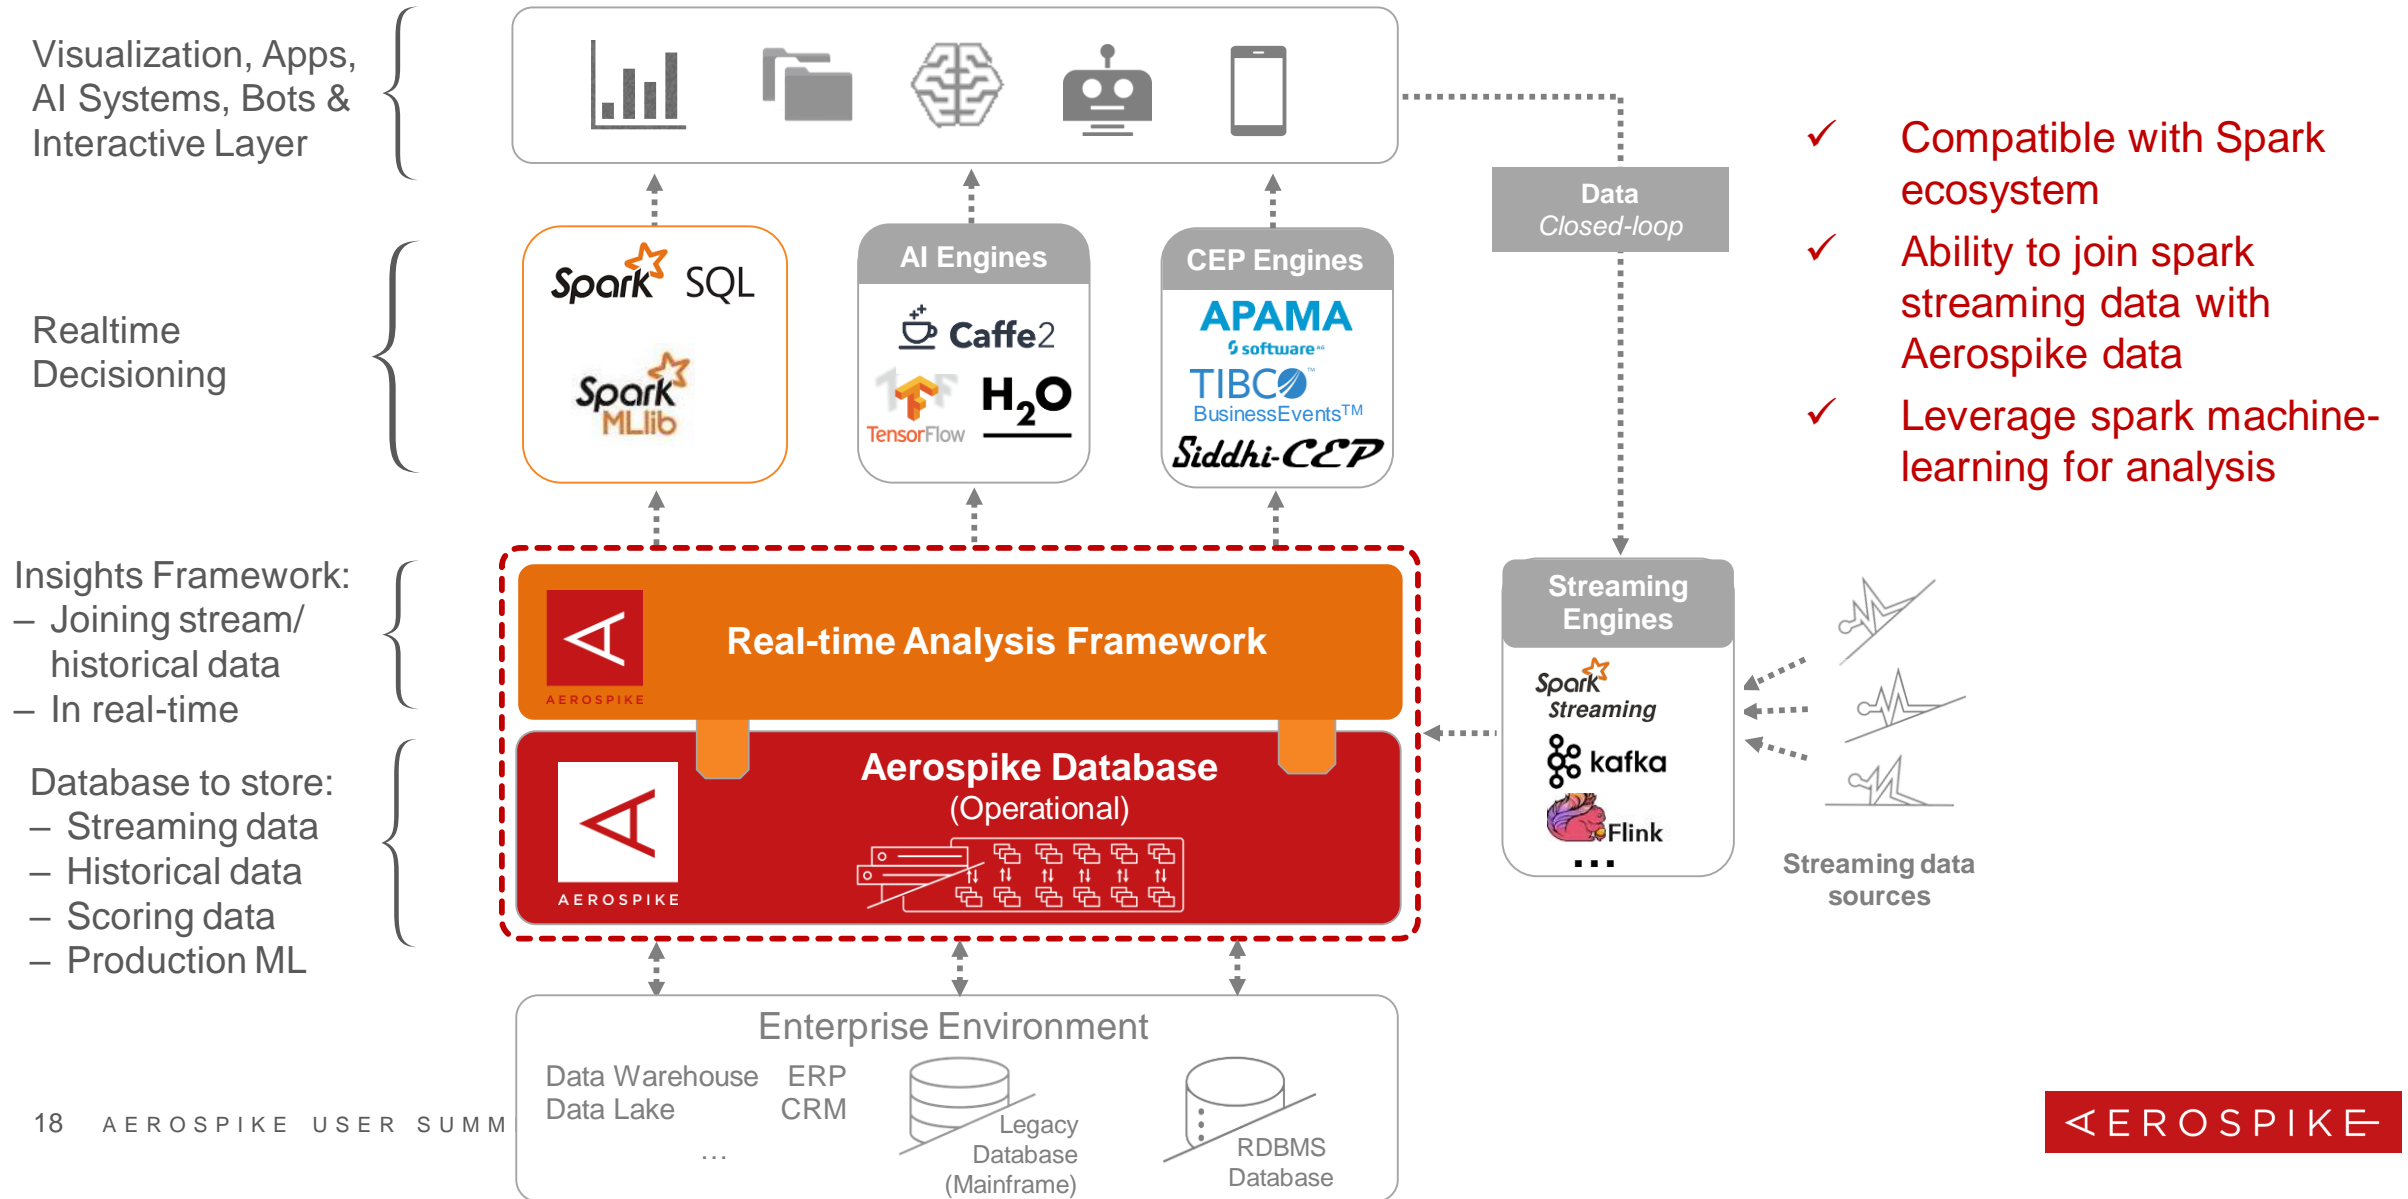 Visualization, Apps,
AI Systems, Bots &
Interactive Layer
Realtime
Decisioning
Insights Framework:
– Joining stream/
historical data
– In real-time
Database to store:
– Streaming data
– Historical data
– Scoring data
– Production ML
Spark SQL
Spark
MLlib
AI Engines
Caffe2
TensorFlow
H2O
CEP Engines
APAMA
software AG
TIBCO™
BusinessEvents™
Siddhi-CEP
Data
Closed-loop
✓ Compatible with Spark
ecosystem
✓ Ability to join spark
streaming data with
Aerospike data
✓ Leverage spark machine-
learning for analysis
AEROSPIKE
Real-time Analysis Framework
AEROSPIKE
Aerospike Database
(Operational)
Streaming
Engines
Spark
Streaming
kafka
Flink
...
Streaming data
sources
Enterprise Environment
Data Warehouse ERP
Data Lake CRM
...
Legacy
Database
(Mainframe)
RDBMS
Database
18 AEROSPIKE USER SUMM
AEROSPIKE